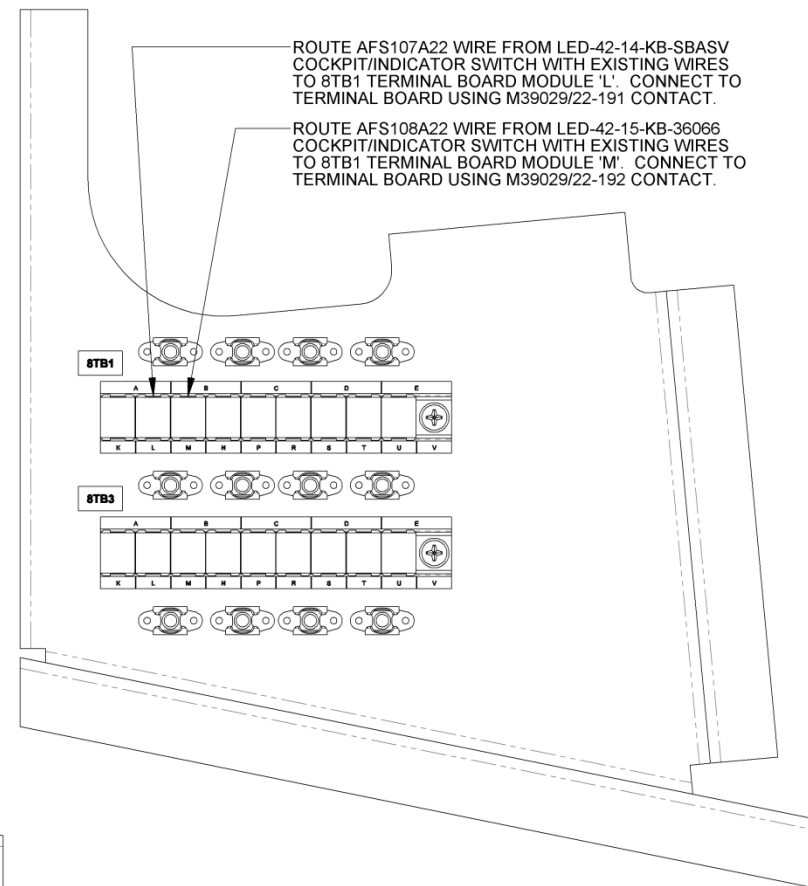 ROUTE AFS107A22 WIRE FROM LED-42-14-KB-SBASV
COCKPIT/INDICATOR SWITCH WITH EXISTING WIRES
TO 8TB1 TERMINAL BOARD MODULE 'L'. CONNECT TO
TERMINAL BOARD USING M39029/22-191 CONTACT.
ROUTE AFS108A22 WIRE FROM LED-42-15-KB-36066
COCKPIT/INDICATOR SWITCH WITH EXISTING WIRES
TO 8TB1 TERMINAL BOARD MODULE 'M'. CONNECT TO
TERMINAL BOARD USING M39029/22-192 CONTACT.
8TB1
A B C D E
K L M N P R S T U V
8TB3
A B C D E
K L M N P R S T U V